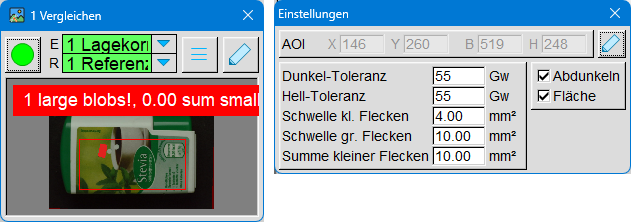 1 Vergleichen
E 1 Lagekor
R 1 Referenz
1 large blobs!, 0.00 sum small
Stevia
Einstellungen
AOI X 146 Y 260 B 519 H 248
Dunkel-Toleranz 55 Gw
Abdunkeln
Hell-Toleranz 55 Gw
Fläche
Schwelle kl. Flecken 4.00 mm²
Schwelle gr. Flecken 10.00 mm²
Summe kleiner Flecken 10.00 mm²